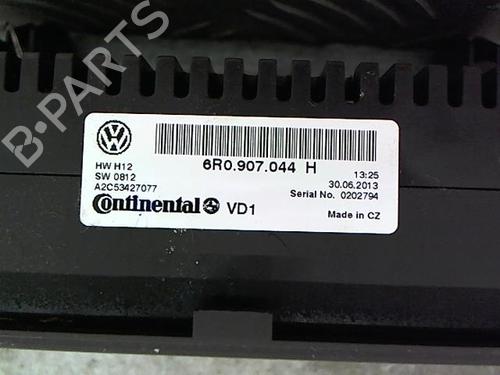 B-PARTS
6R0.907.044 H
HW H12
SW 0812
A2C53427077
13:25
30.06.2013
Serial No. 0202794
Continental VD1
Made in CZ